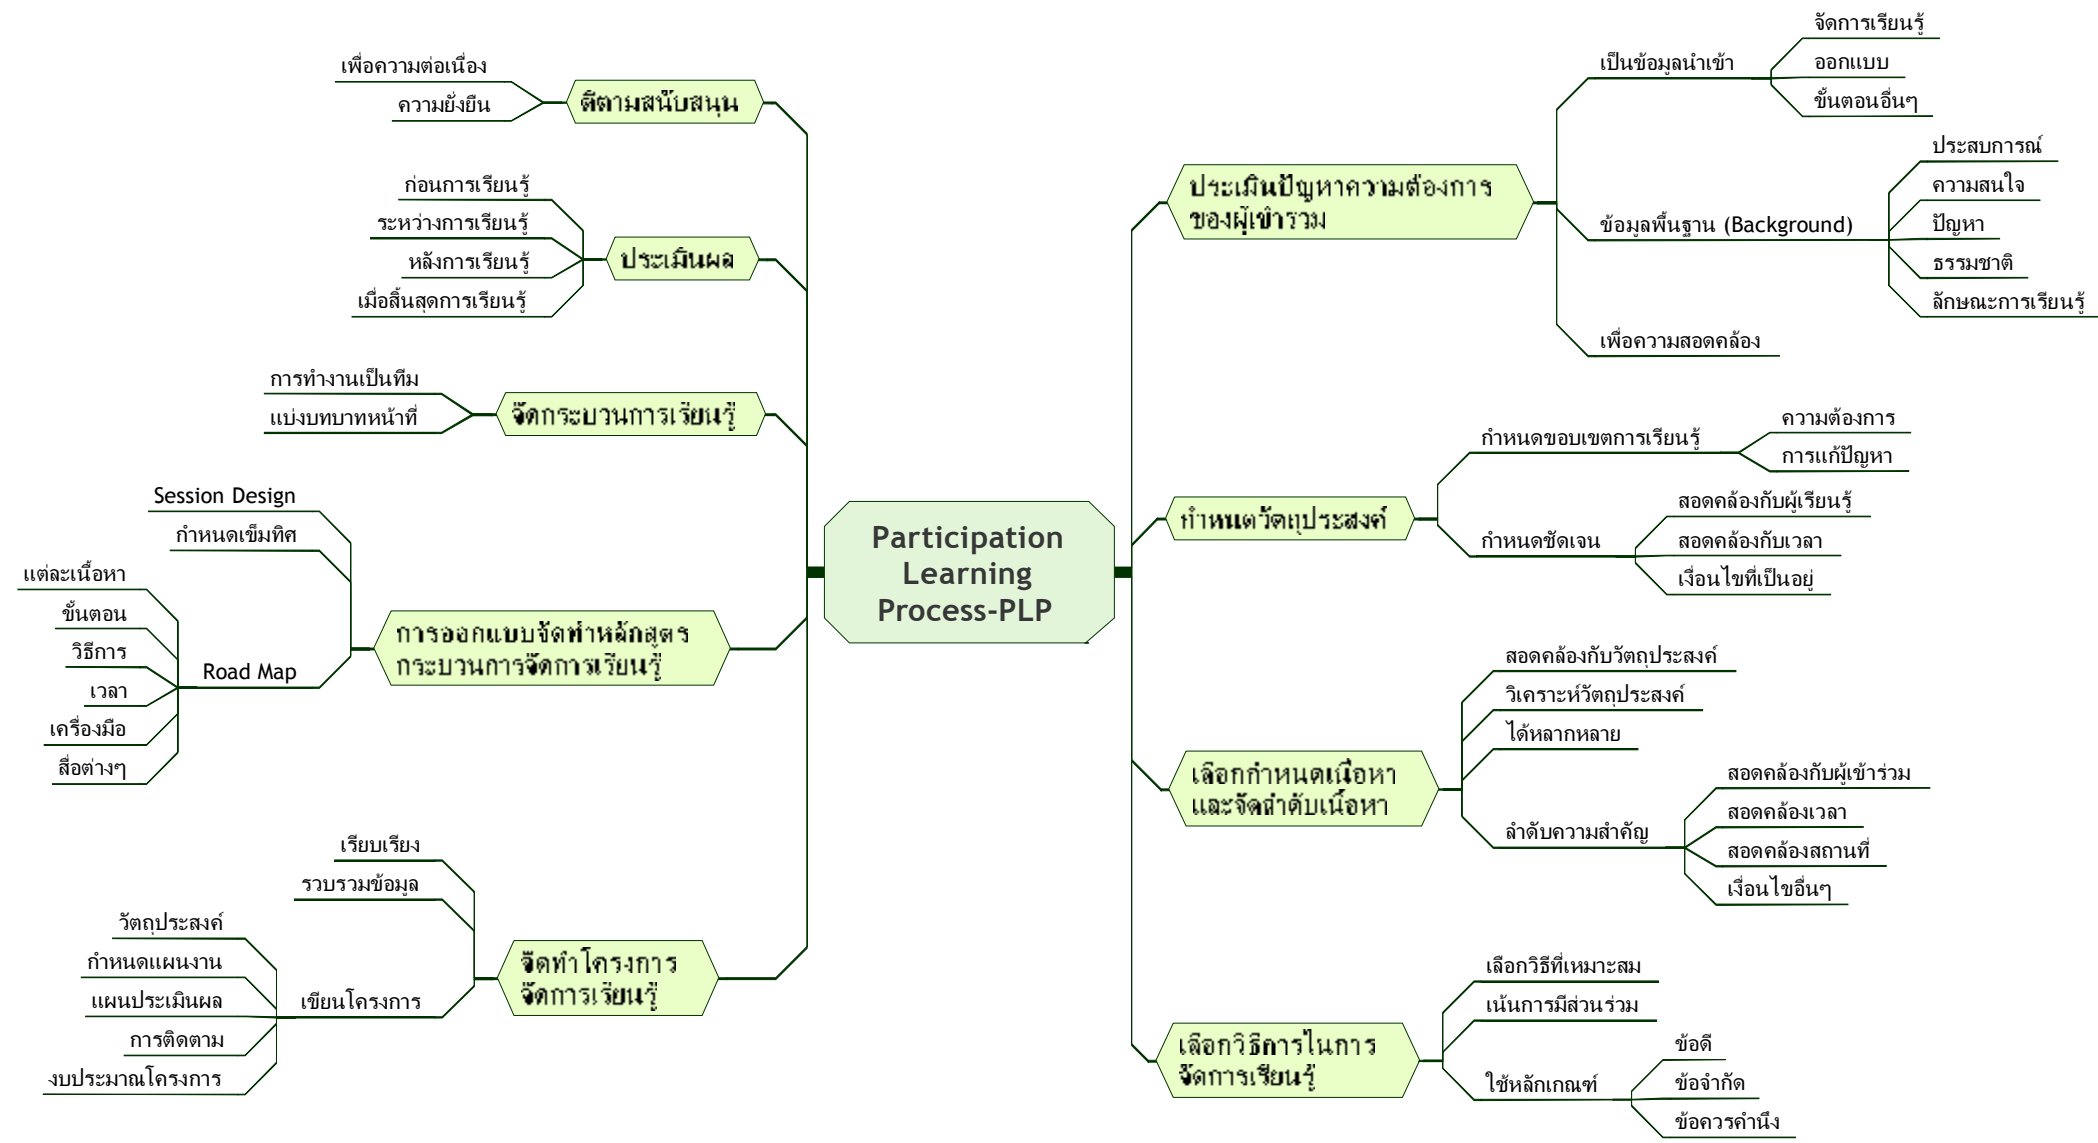 Participation
Learning
Process-PLP
ประเมินปัญหาความต้องการ
ของผู้เข้าร่วม
เป็นข้อมูลนำเข้า
จัดการเรียนรู้
ออกแบบ
ขั้นตอนอื่นๆ
ข้อมูลพื้นฐาน (Background)
ประสบการณ์
ความสนใจ
ปัญหา
ธรรมชาติ
ลักษณะการเรียนรู้
เพื่อความสอดคล้อง
กำหนดวัตถุประสงค์
กำหนดขอบเขตการเรียนรู้
ความต้องการ
การแก้ปัญหา
กำหนดชัดเจน
สอดคล้องกับผู้เรียนรู้
สอดคล้องกับเวลา
เงื่อนไขที่เป็นอยู่
เลือกกำหนดเนื้อหา
และจัดลำดับเนื้อหา
สอดคล้องกับวัตถุประสงค์
วิเคราะห์วัตถุประสงค์
ได้หลากหลาย
ลำดับความสำคัญ
สอดคล้องกับผู้เข้าร่วม
สอดคล้องเวลา
สอดคล้องสถานที่
เงื่อนไขอื่นๆ
เลือกวิธีการในการ
จัดการเรียนรู้
เลือกวิธีที่เหมาะสม
เน้นการมีส่วนร่วม
ใช้หลักเกณฑ์
ข้อดี
ข้อจำกัด
ข้อควรคำนึง
ติตามสนับสนุน
เพื่อความต่อเนื่อง
ความยั่งยืน
ประเมินผล
ก่อนการเรียนรู้
ระหว่างการเรียนรู้
หลังการเรียนรู้
เมื่อสิ้นสุดการเรียนรู้
จัดกระบวนการเรียนรู้
การทำงานเป็นทีม
แบ่งบทบาทหน้าที่
การออกแบบจัดทำหลักสูตร
กระบวนการจัดการเรียนรู้
Session Design
กำหนดเข็มทิศ
Road Map
แต่ละเนื้อหา
ขั้นตอน
วิธีการ
เวลา
เครื่องมือ
สื่อต่างๆ
จัดทำโครงการ
จัดการเรียนรู้
เรียบเรียง
รวบรวมข้อมูล
เขียนโครงการ
วัตถุประสงค์
กำหนดแผนงาน
แผนประเมินผล
การติดตาม
งบประมาณโครงการ